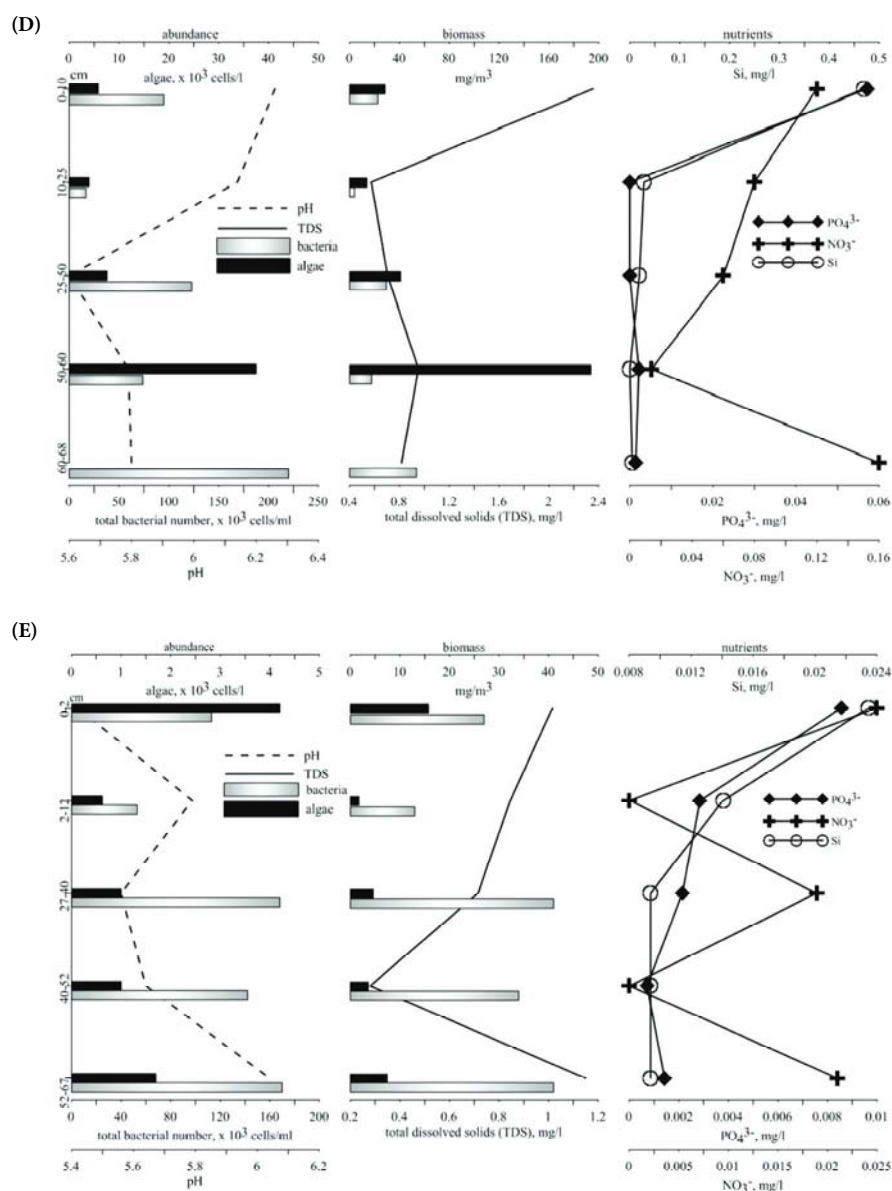 (D)
abundance
0 10 20 30 40 50
algae, x 10³ cells/l
cm
0-10
10-25
25-50
50-60
60-68
pH
TDS
bacteria
algae
0 50 100 150 200 250
total bacterial number, x 10³ cells/ml
5.6 5.8 6 6.2 6.4
pH
biomass
0 40 80 120 160 200
mg/m³
0.4 0.8 1.2 1.6 2 2.4
total dissolved solids (TDS), mg/l
nutrients
0 0.1 0.2 0.3 0.4 0.5
Si, mg/l
PO₄³⁻
NO₃⁻
Si
0 0.02 0.04 0.06
PO₄³⁻, mg/l
0 0.04 0.08 0.12 0.16
NO₃⁻, mg/l
(E)
abundance
0 1 2 3 4 5
algae, x 10³ cells/l
cm
0-2
2-11
27-40
40-52
52-67
pH
TDS
bacteria
algae
0 40 80 120 160 200
total bacterial number, x 10³ cells/ml
5.4 5.6 5.8 6 6.2
pH
biomass
0 10 20 30 40 50
mg/m³
0.2 0.4 0.6 0.8 1 1.2
total dissolved solids (TDS), mg/l
nutrients
0.008 0.012 0.016 0.02 0.024
Si, mg/l
PO₄³⁻
NO₃⁻
Si
0 0.002 0.004 0.006 0.008 0.01
PO₄³⁻, mg/l
0 0.005 0.01 0.015 0.02 0.025
NO₃⁻, mg/l